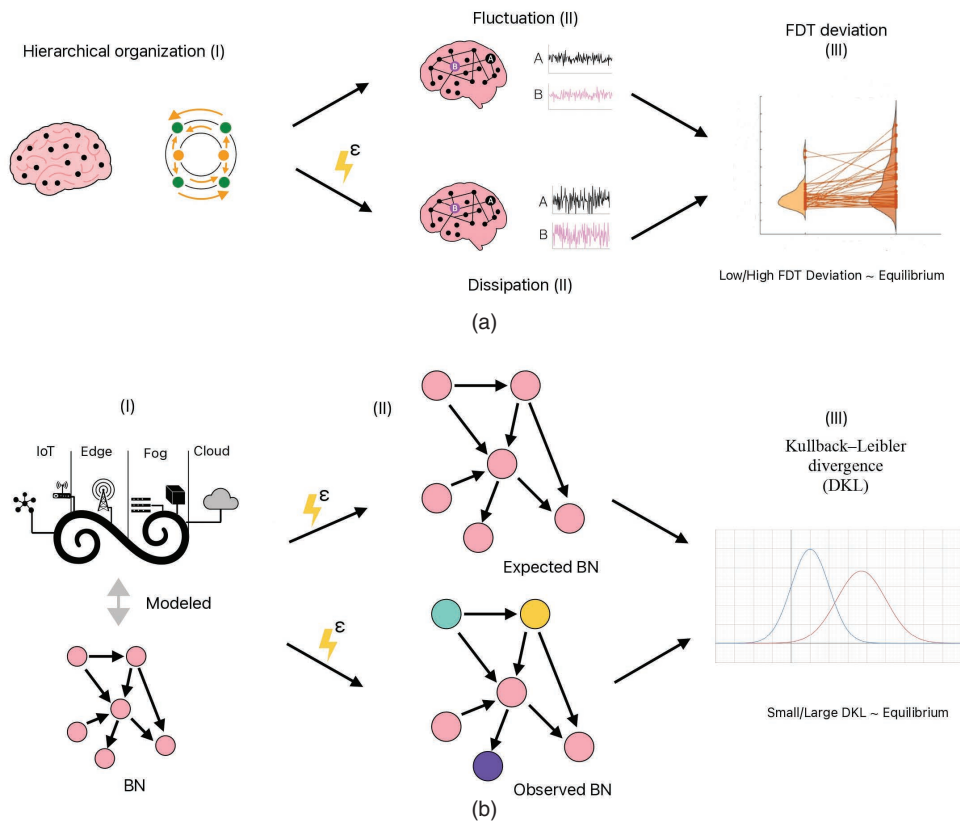 Fluctuation (II)
FDT deviation
(III)
Hierarchical organization (I)
A
B
A
B
ε
A
B
A
B
Dissipation (II)
Low/High FDT Deviation ~ Equilibrium
(a)
(I)
(II)
(III)
Kullback–Leibler
divergence
(DKL)
IoT
Edge
Fog
Cloud
ε
Expected BN
Modeled
ε
BN
Observed BN
Small/Large DKL ~ Equilibrium
(b)